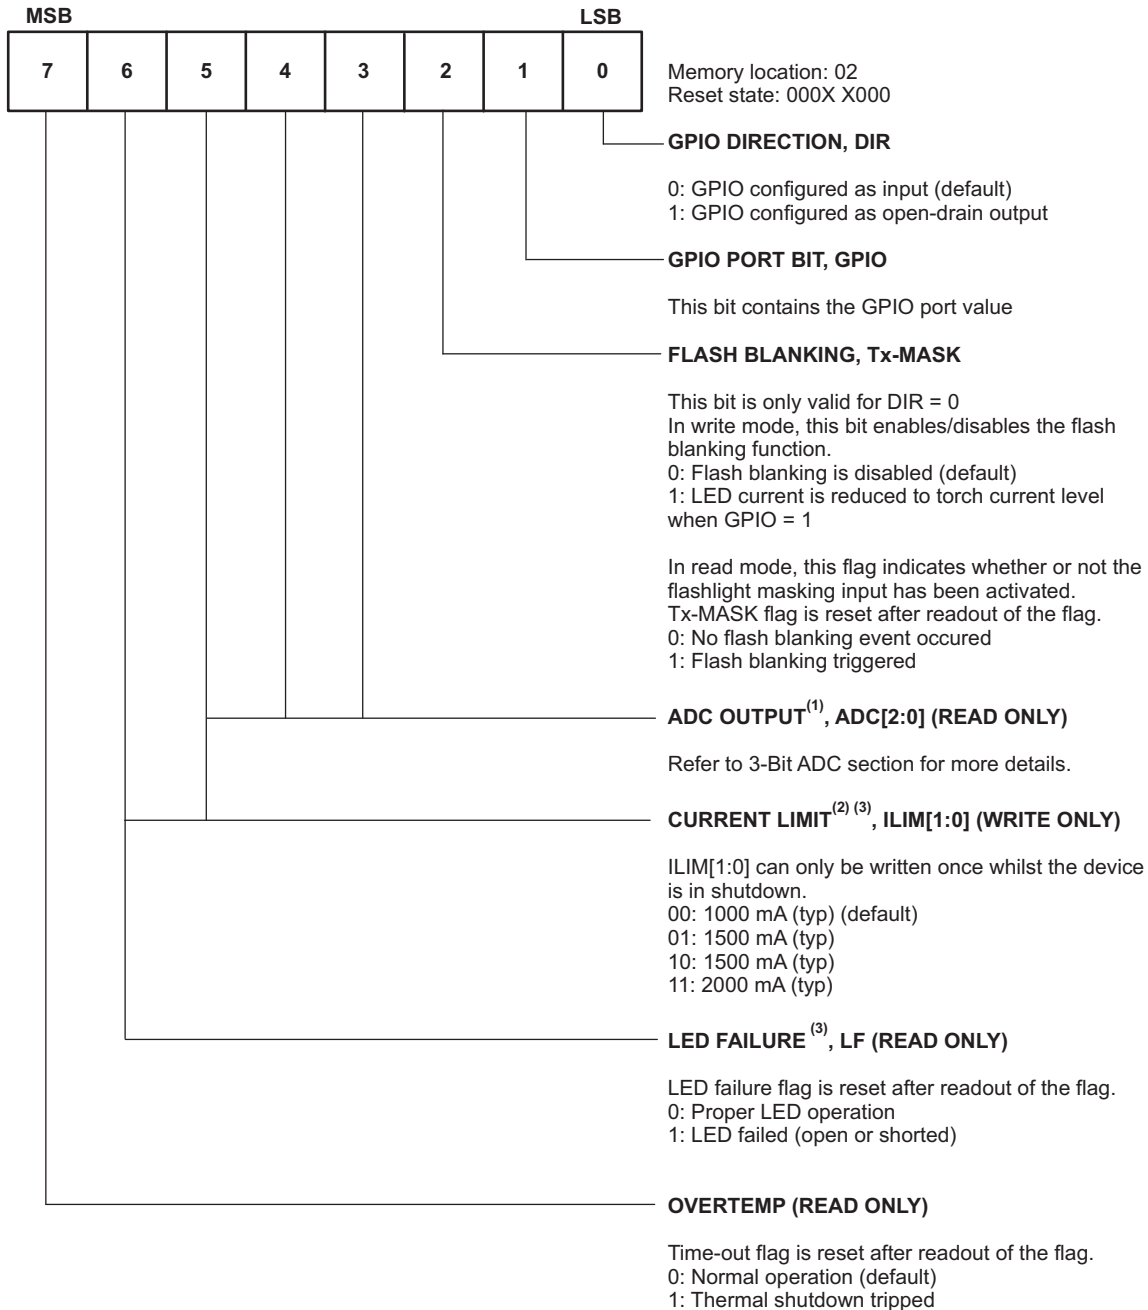 MSB LSB
7 6 5 4 3 2 1 0
Memory location: 02
Reset state: 000X X000
GPIO DIRECTION, DIR
0: GPIO configured as input (default)
1: GPIO configured as open-drain output
GPIO PORT BIT, GPIO
This bit contains the GPIO port value
FLASH BLANKING, Tx-MASK
This bit is only valid for DIR = 0
In write mode, this bit enables/disables the flash
blanking function.
0: Flash blanking is disabled (default)
1: LED current is reduced to torch current level
when GPIO = 1
In read mode, this flag indicates whether or not the
flashlight masking input has been activated.
Tx-MASK flag is reset after readout of the flag.
0: No flash blanking event occured
1: Flash blanking triggered
ADC OUTPUT(1), ADC[2:0] (READ ONLY)
Refer to 3-Bit ADC section for more details.
CURRENT LIMIT(2) (3), ILIM[1:0] (WRITE ONLY)
ILIM[1:0] can only be written once whilst the device
is in shutdown.
00: 1000 mA (typ) (default)
01: 1500 mA (typ)
10: 1500 mA (typ)
11: 2000 mA (typ)
LED FAILURE (3), LF (READ ONLY)
LED failure flag is reset after readout of the flag.
0: Proper LED operation
1: LED failed (open or shorted)
OVERTEMP (READ ONLY)
Time-out flag is reset after readout of the flag.
0: Normal operation (default)
1: Thermal shutdown tripped